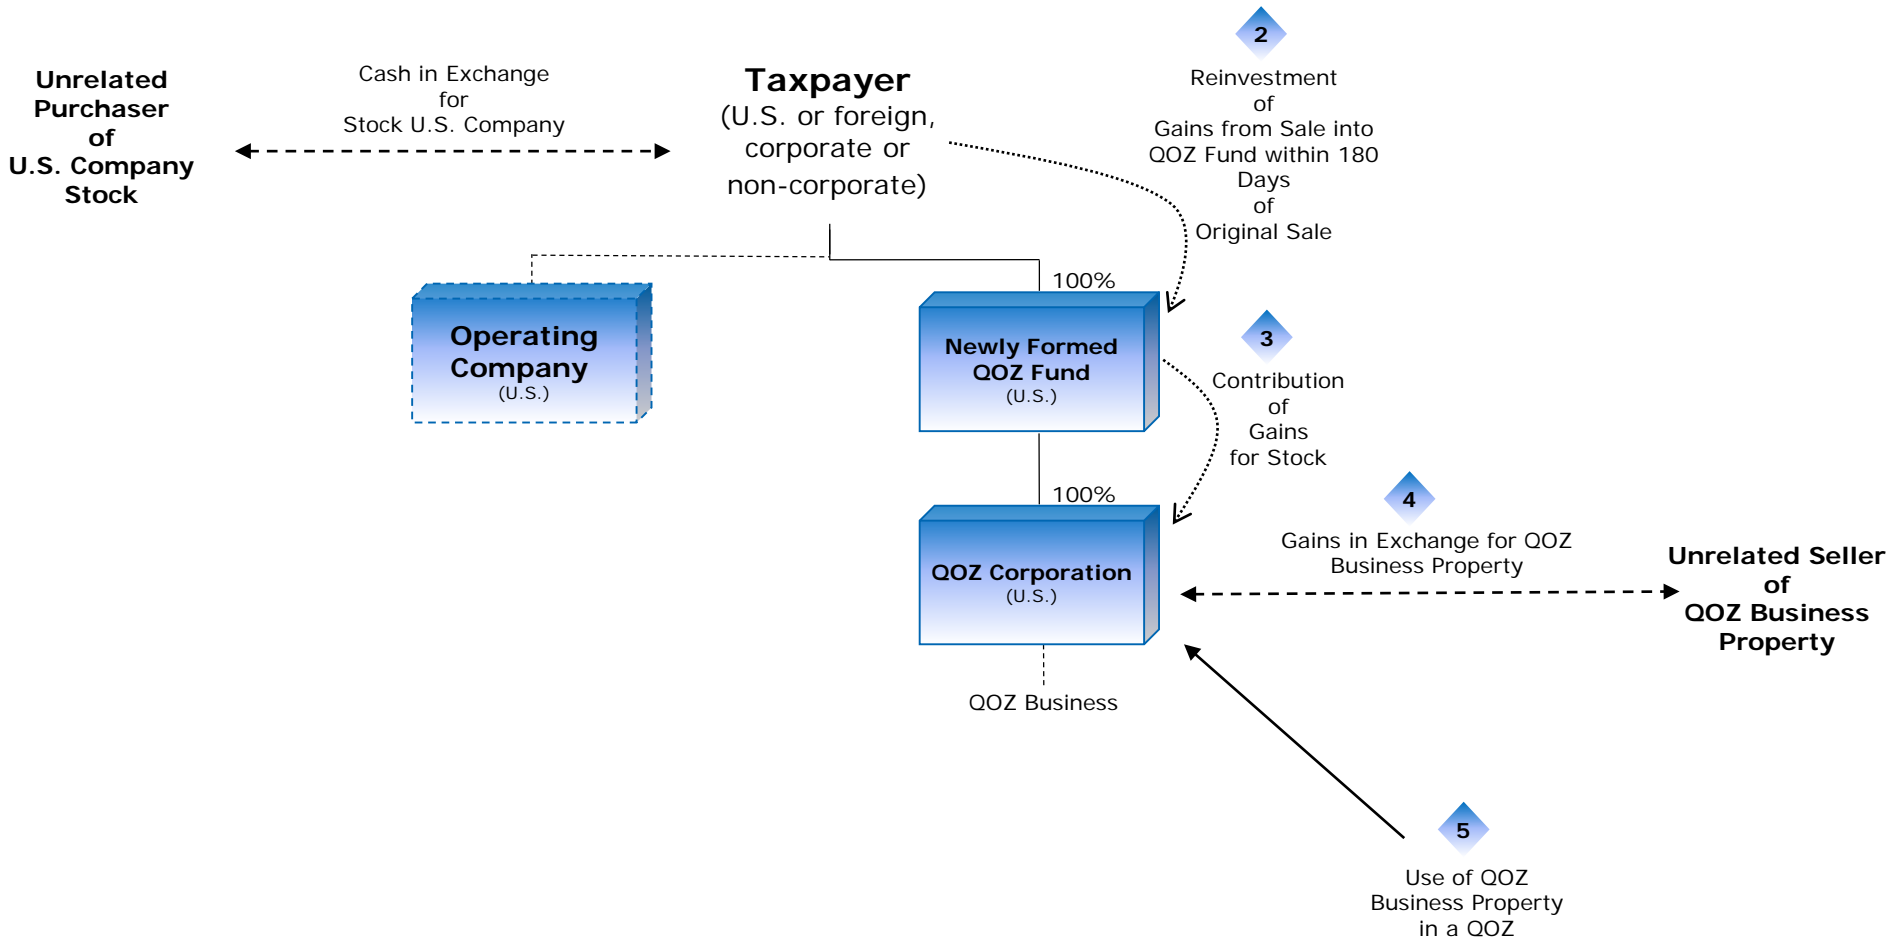 Unrelated
Purchaser
of
U.S. Company
Stock
Cash in Exchange
for
Stock U.S. Company
Taxpayer
(U.S. or foreign,
corporate or
non-corporate)
2
Reinvestment
of
Gains from Sale into
QOZ Fund within 180
Days
of
Original Sale
100%
Operating
Company
(U.S.)
Newly Formed
QOZ Fund
(U.S.)
3
Contribution
of
Gains
for Stock
100%
QOZ Corporation
(U.S.)
4
Gains in Exchange for QOZ
Business Property
Unrelated Seller
of
QOZ Business
Property
QOZ Business
5
Use of QOZ
Business Property
in a QOZ